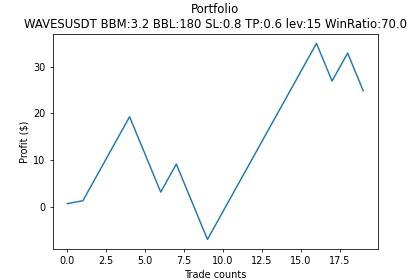 Portfolio
WAVESUSDT BBM:3.2 BBL:180 SL:0.8 TP:0.6 lev:15 WinRatio:70.0
30
20
10
0
Profit ($)
0.0 2.5 5.0 7.5 10.0 12.5 15.0 17.5
Trade counts